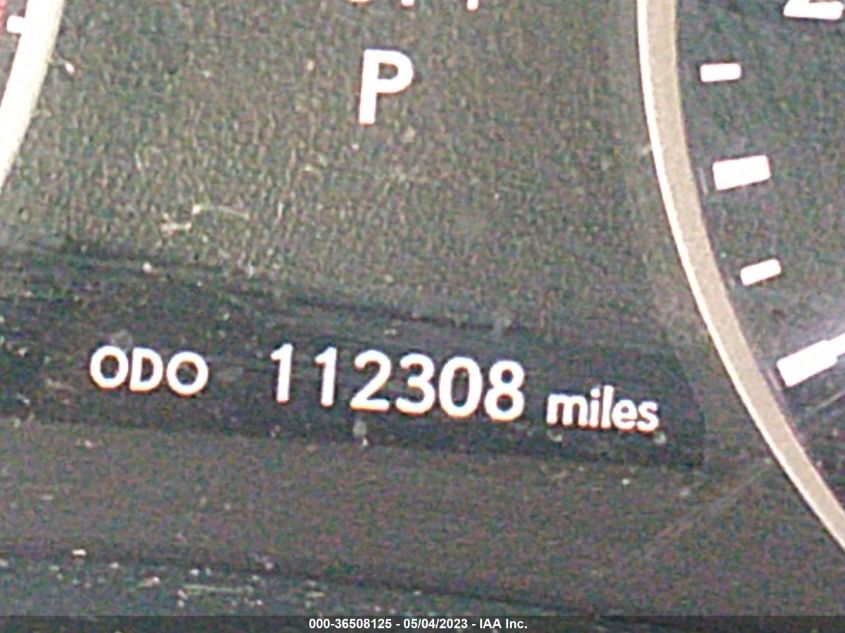 P
ODO 112308 miles
000-36508125 - 05/04/2023 - IAA Inc.